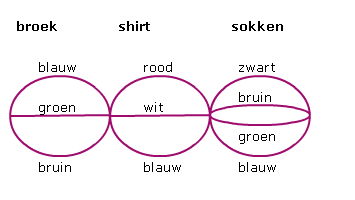 broek shirt sokken
blauw rood zwart
bruin
groen wit
groen
bruin blauw blauw